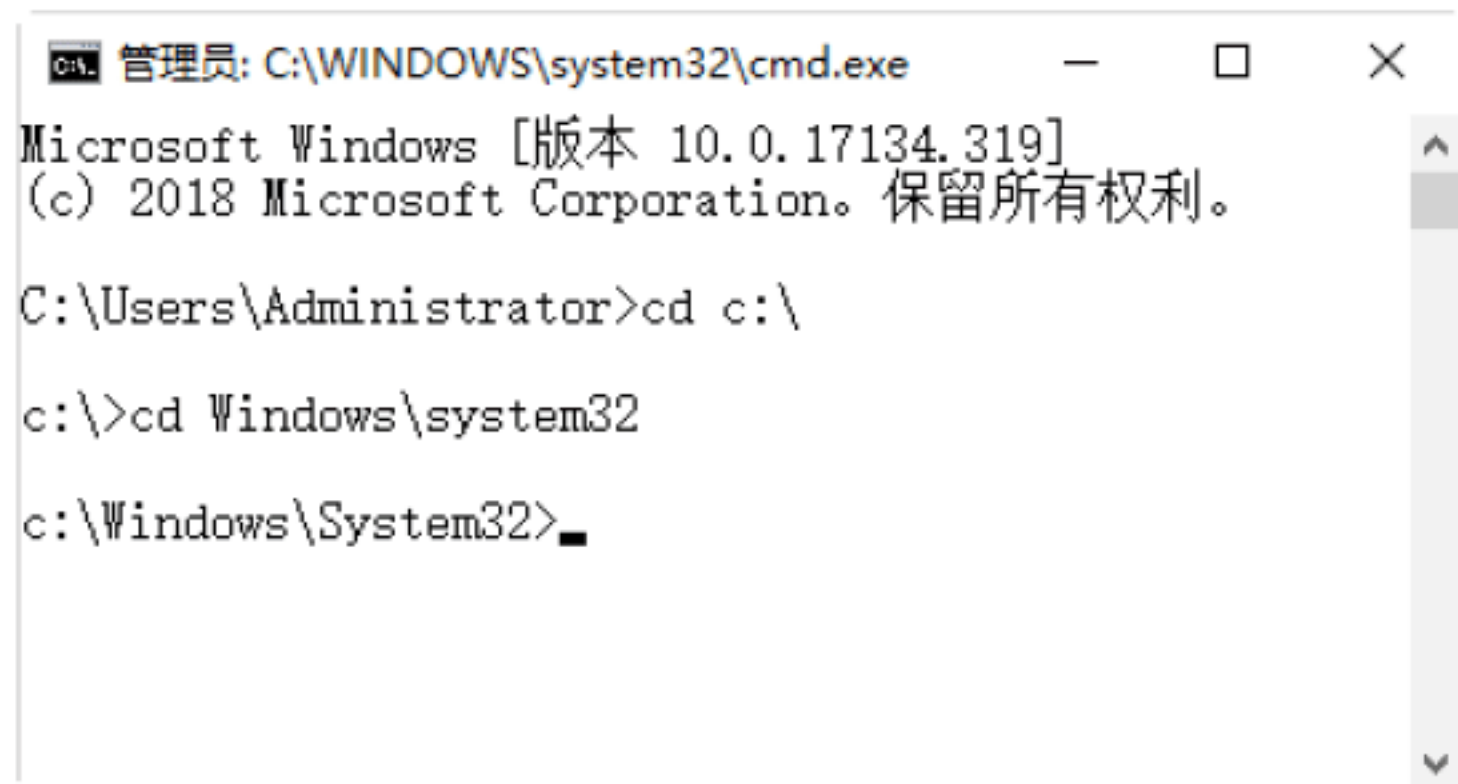 管理员: C:\WINDOWS\system32\cmd.exe
Microsoft Windows [版本 10.0.17134.319]
(c) 2018 Microsoft Corporation。保留所有权利。
C:\Users\Administrator>cd c:\
c:\>cd Windows\system32
c:\Windows\System32>